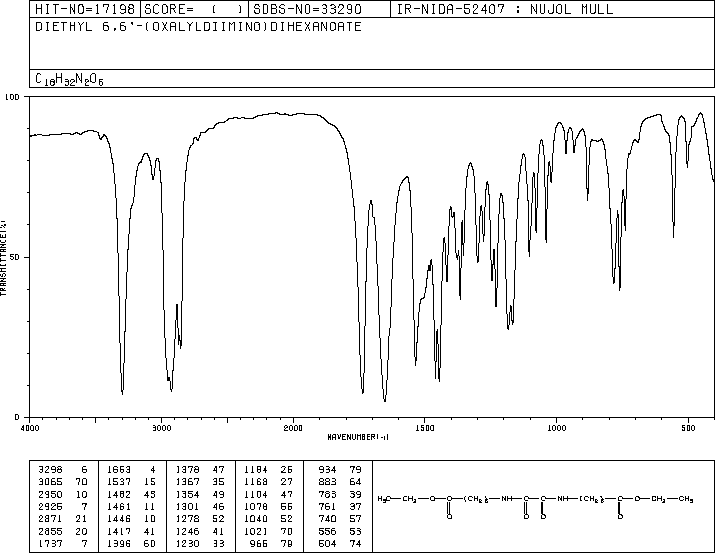 HIT-NO=17198 SCORE= ( ) SDBS-NO=33290 IR-NIDA-52407 : NUJOL MULL
DIETHYL 6,6'-(OXALYLDIIMINO)DIHEXANOATE
C18H32N2O6
100
50
0
TRANSMITTANCE(%)
4000 3000 2000 1500 1000 500
WAVENUMBER(-1)
3298 6 1653 4 1378 47 1184 26 934 79
3065 70 1537 15 1367 35 1168 27 883 64
2950 10 1482 45 1354 49 1104 47 783 39
2925 7 1461 11 1301 46 1078 55 761 37
2871 21 1446 10 1278 52 1040 52 740 57
2855 20 1417 41 1246 41 1021 70 556 53
1737 7 1396 60 1230 33 966 79 504 74
H3C—CH2—O—C—(CH2)5—NH—C—C—NH—(CH2)5—C—O—CH2—CH3
O O O O